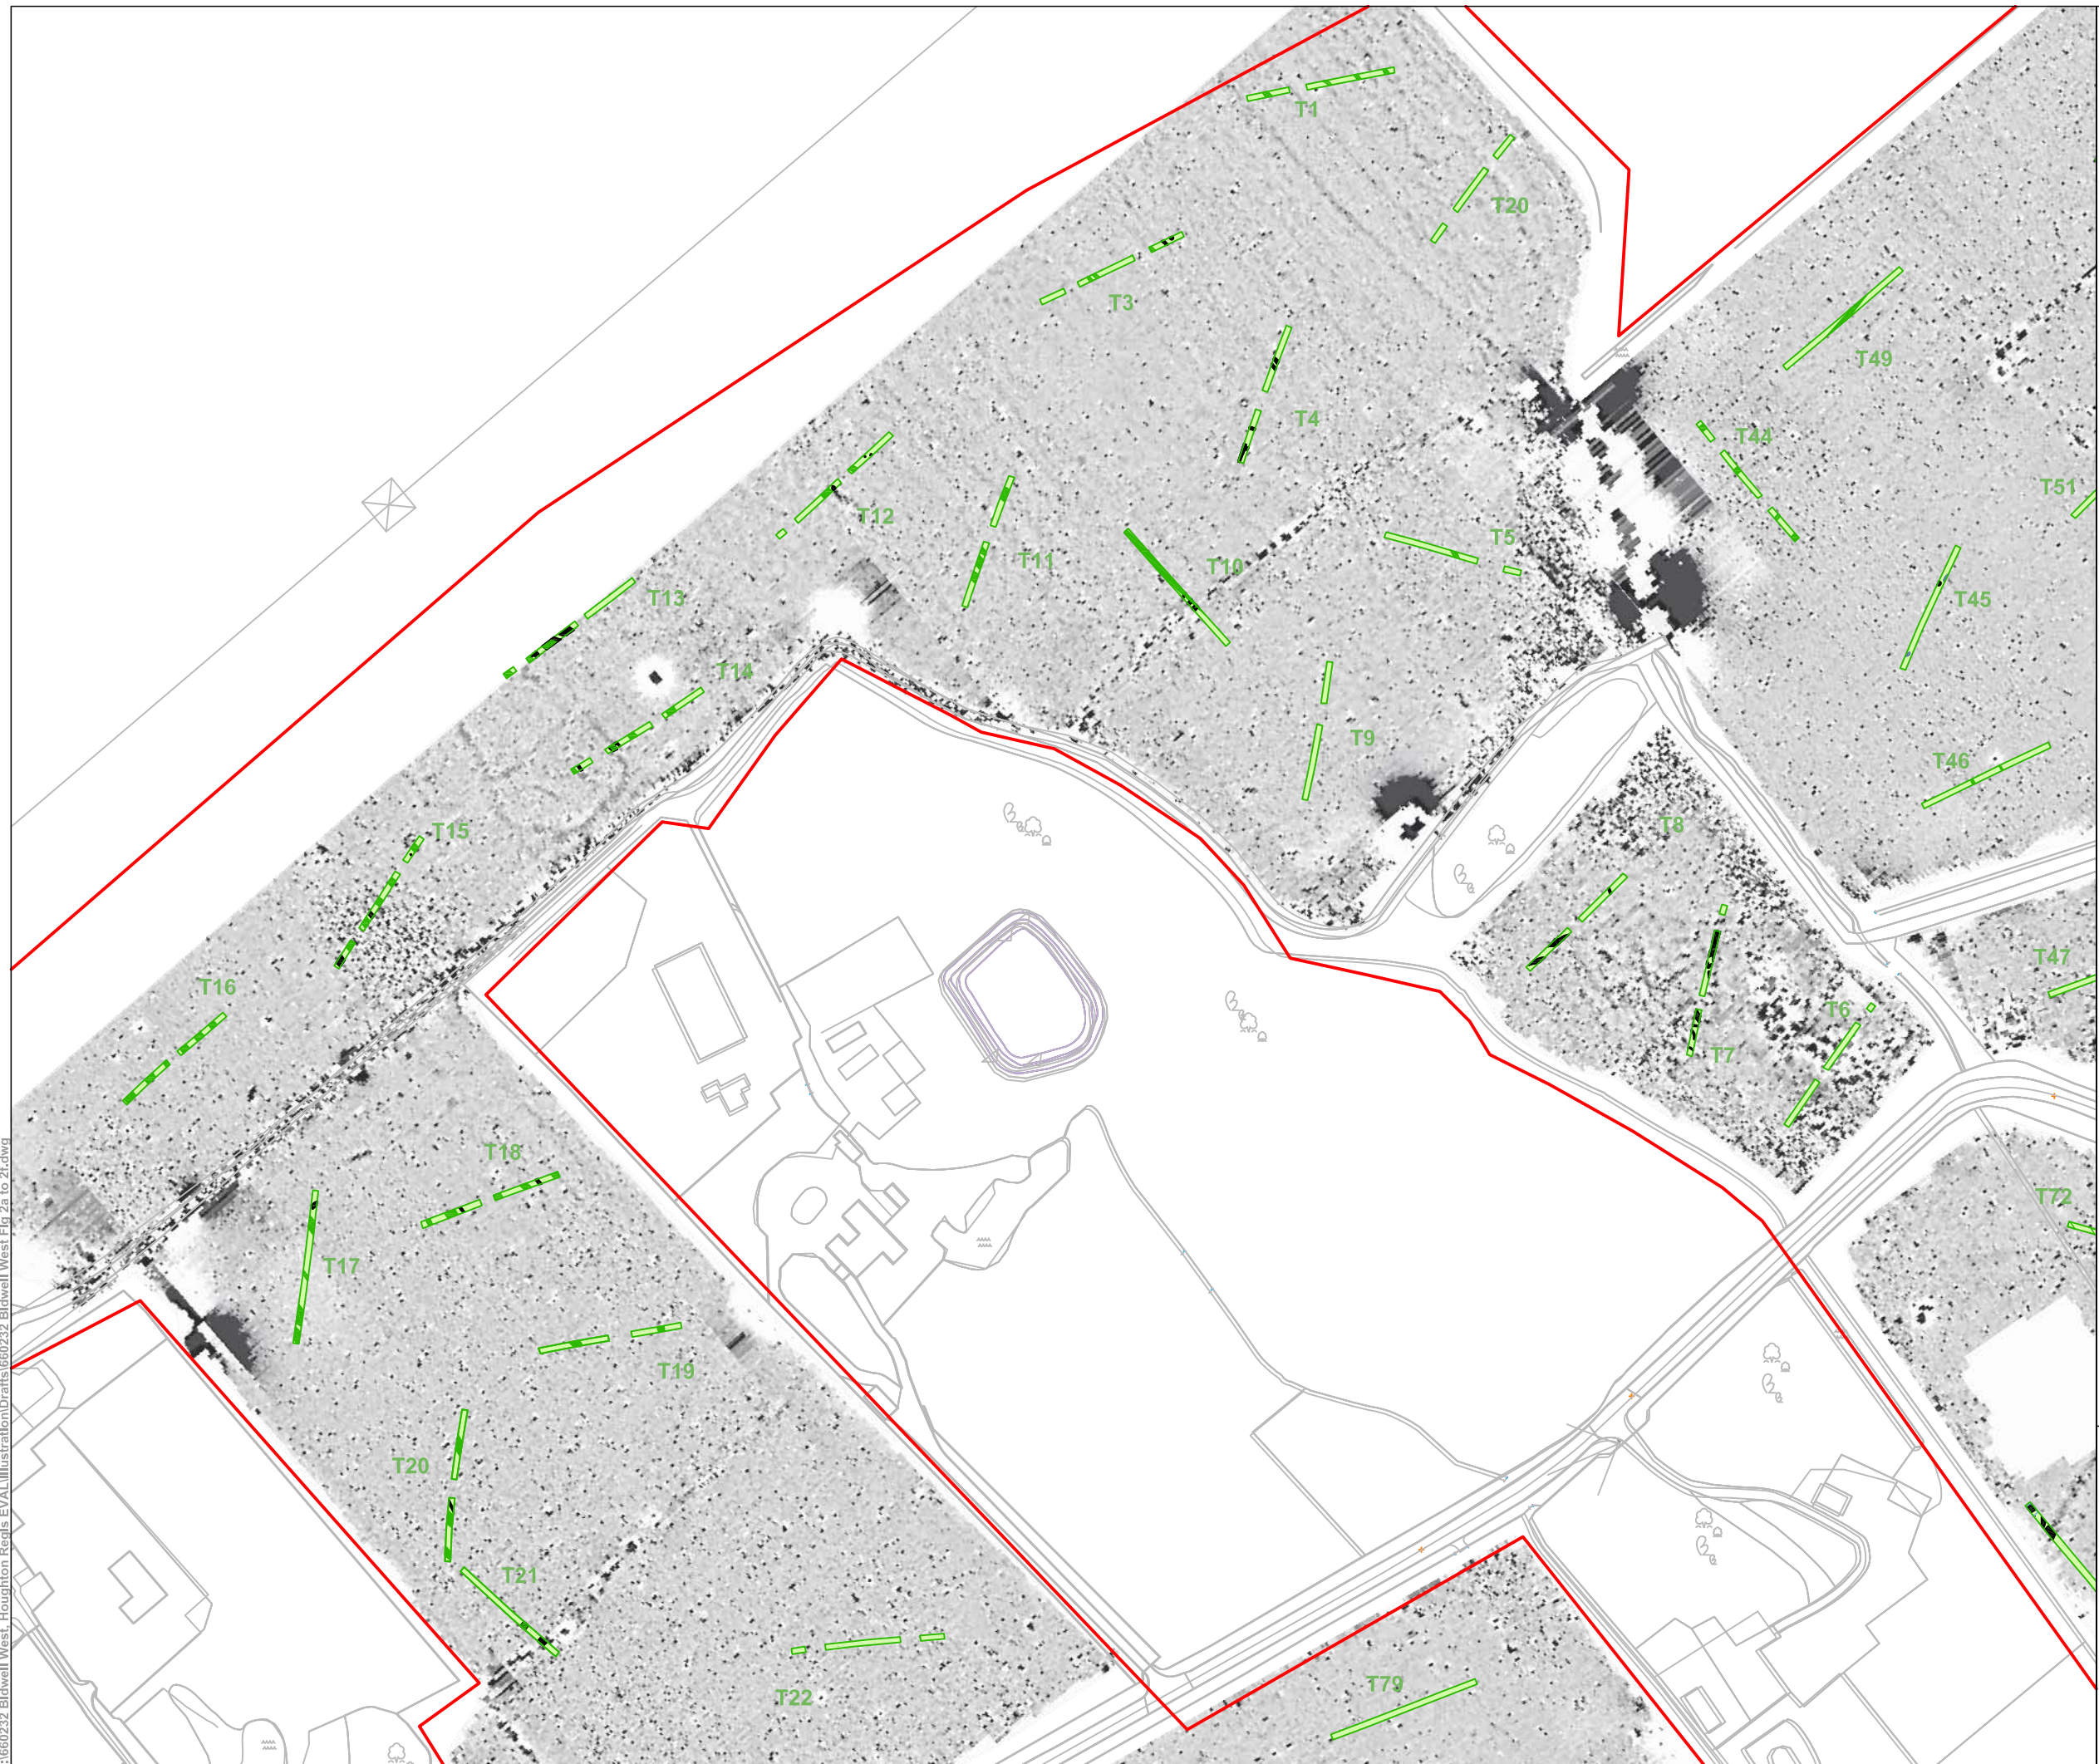 T1
T20
T3
T49
T4
T44
T51
T12
T5
T11
T10
T13
T45
T14
T9
T46
T8
T15
T47
T16
T6
T7
T18
T72
T17
T19
T20
T21
T79
T22
:\660232 Bidwell West, Houghton Regis EVAL\Illustration\Drafts\660232 Bidwell West Fig 2a to 2f.dwg